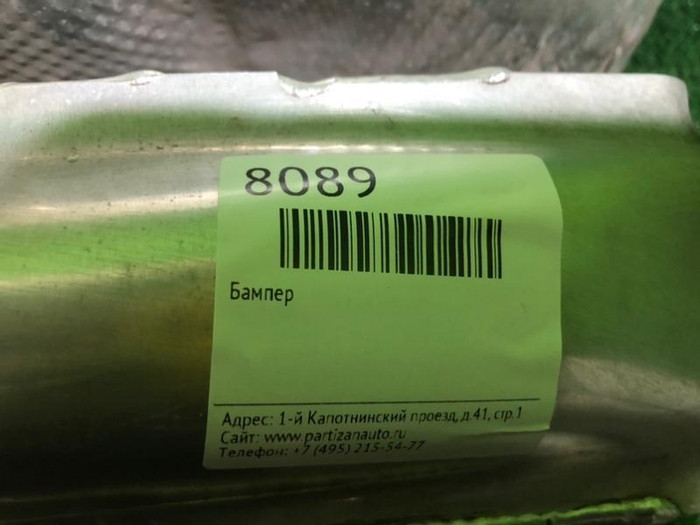 8089
Бампер
Адрес: 1-й Капотнинский проезд, д.41, стр.1
Сайт: www.partizanauto.ru
Телефон: +7 (495) 215-54-77